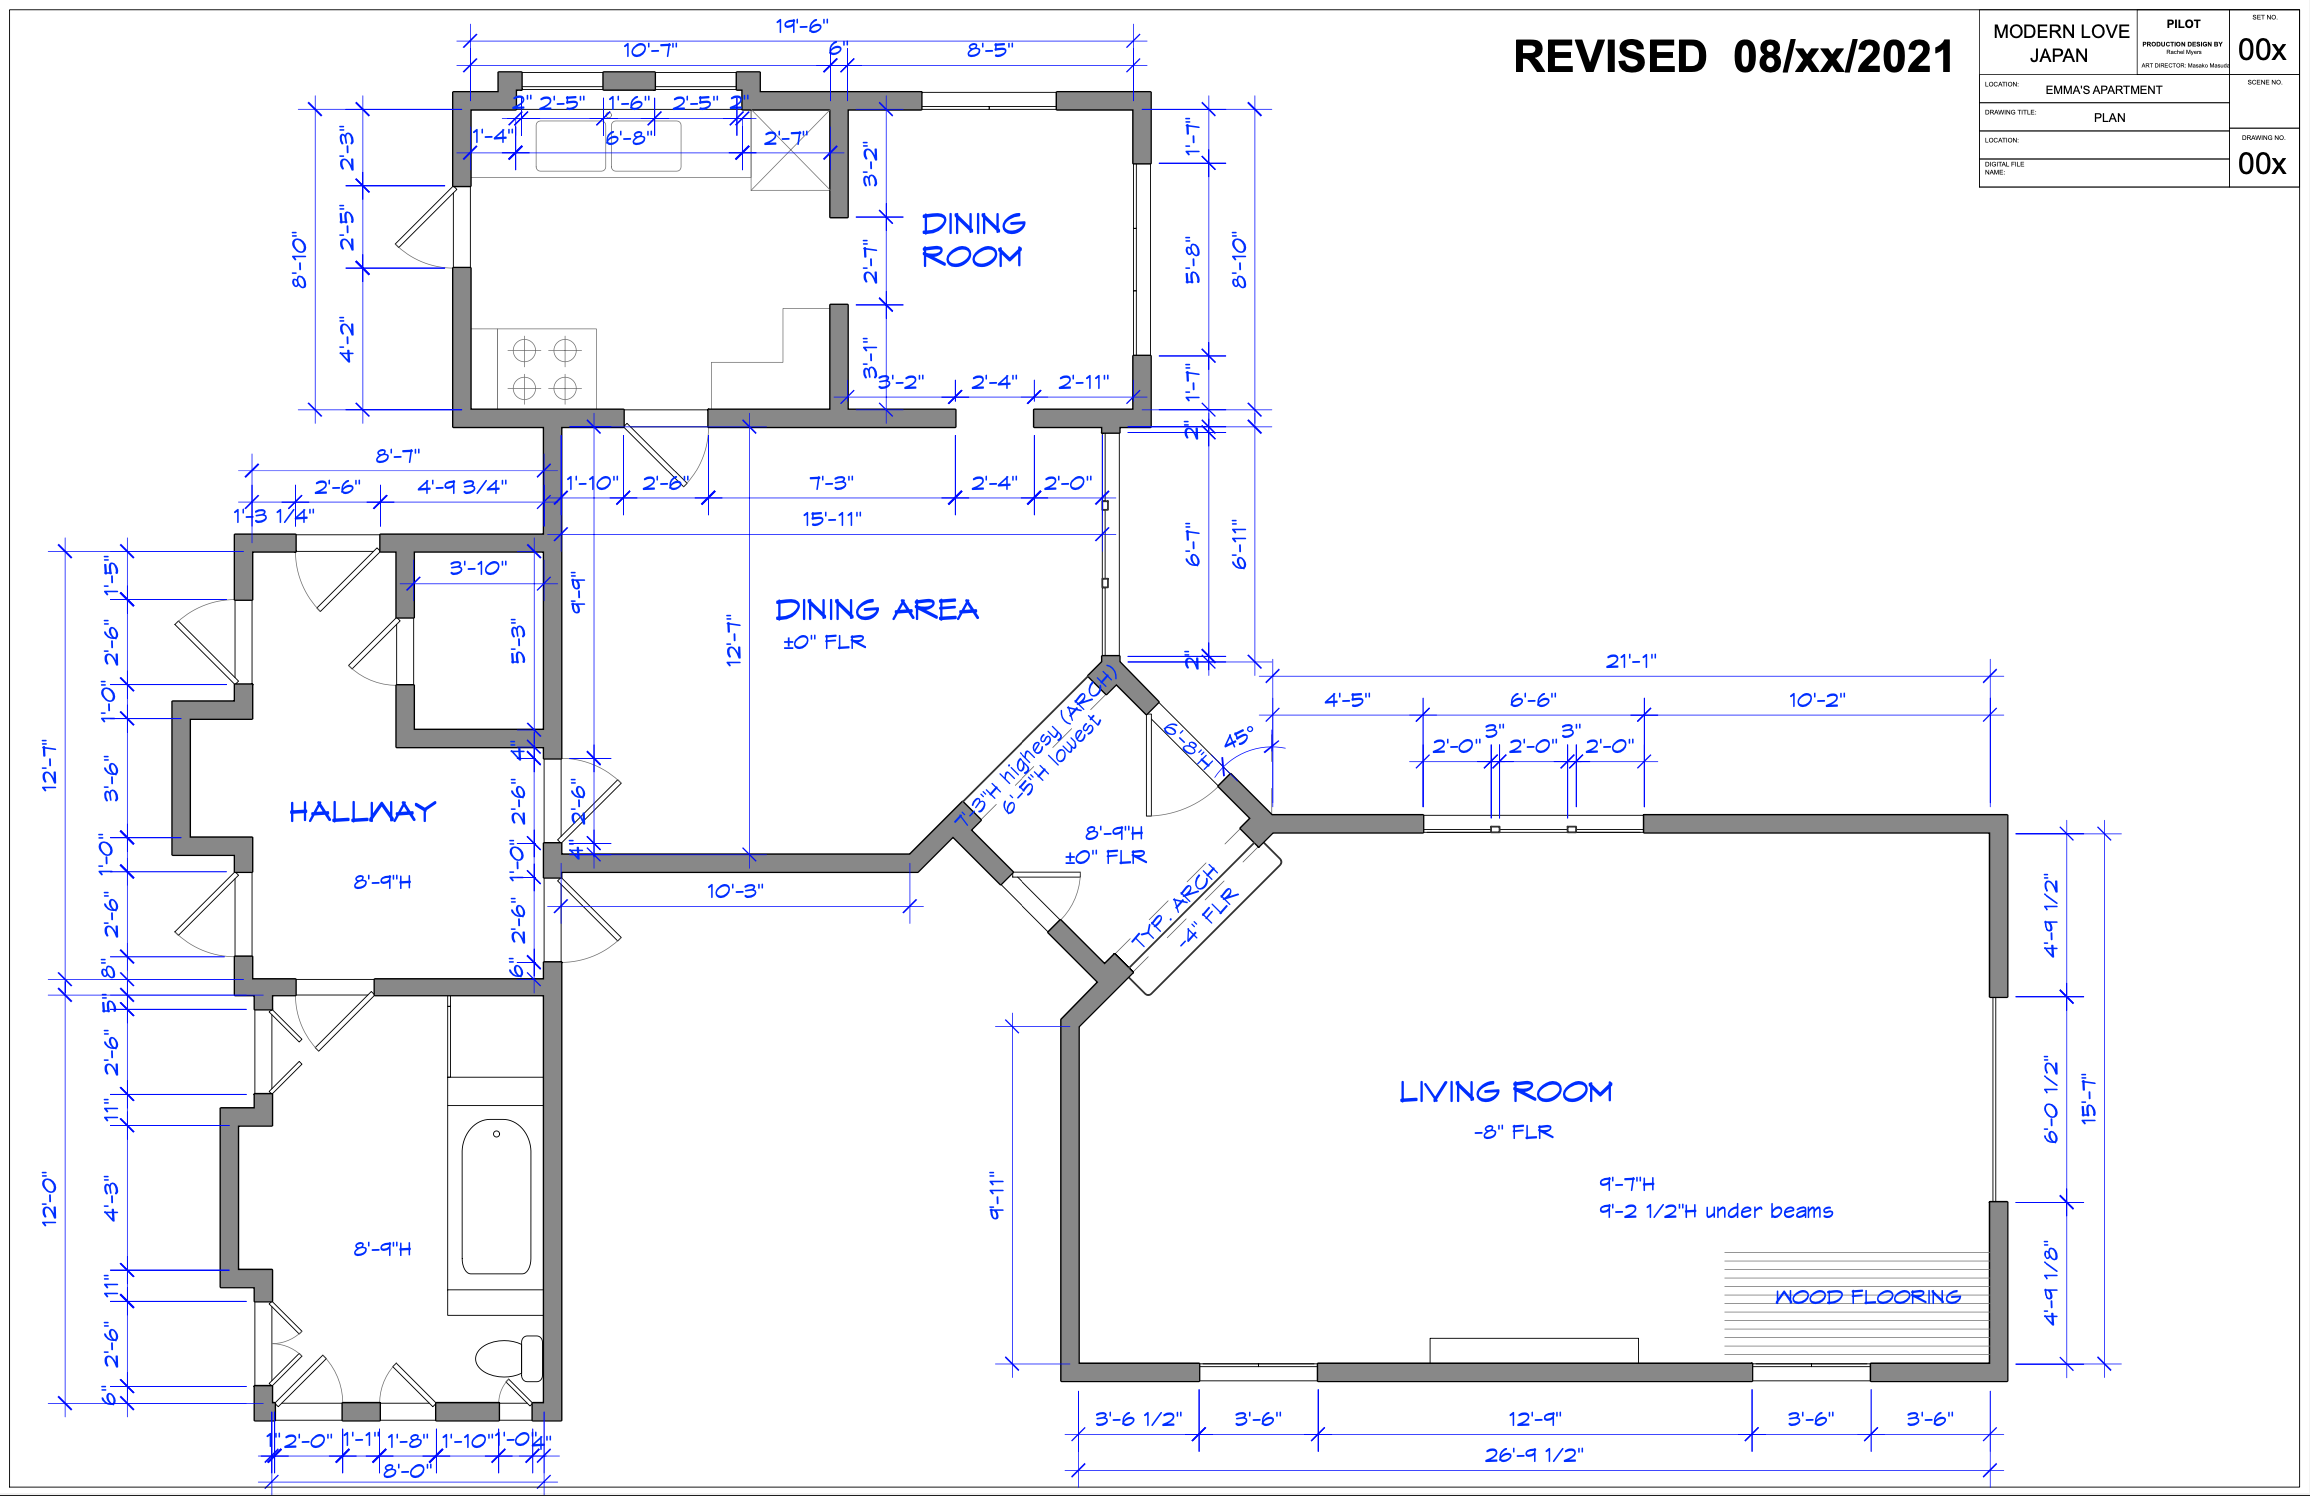 REVISED 08/xx/2021
MODERN LOVE
JAPAN
PILOT
PRODUCTION DESIGN BY
Rachel Myers
ART DIRECTOR: Masako Masuda
SET NO.
00x
LOCATION:
EMMA'S APARTMENT
SCENE NO.
DRAWING TITLE:
PLAN
LOCATION:
DRAWING NO.
00x
DIGITAL FILE
NAME:
19'-6"
10'-7"
6"
8'-5"
2"
2'-5"
1'-6"
2'-5"
2"
1'-4"
6'-8"
2'-7"
2'-3"
2'-5"
4'-2"
8'-10"
3'-2"
2'-7"
3'-1"
DINING
ROOM
1'-7"
5'-8"
1'-7"
8'-10"
3'-2"
2'-4"
2'-11"
2"
6'-7"
2"
6'-11"
8'-7"
2'-6"
4'-9 3/4"
1'-3 1/4"
1'-10"
2'-6"
7'-3"
2'-4"
2'-0"
15'-11"
3'-10"
5'-3"
9'-9"
12'-7"
DINING AREA
±0" FLR
1'-5"
2'-6"
1'-0"
3'-6"
1'-0"
2'-6"
8"
12'-7"
4"
2'-6"
1'-0"
2'-6"
6"
2'-6"
4"
HALLWAY
8'-9"H
10'-3"
7'-3"H highesy (ARCH)
6'-5"H lowest
6'-8"H
45°
8'-9"H
±0" FLR
TYP. ARCH
-4" FLR
21'-1"
4'-5"
6'-6"
10'-2"
3"
3"
2'-0"
2'-0"
2'-0"
4'-9 1/2"
6'-0 1/2"
4'-9 1/8"
15'-7"
LIVING ROOM
-8" FLR
9'-7"H
9'-2 1/2"H under beams
WOOD FLOORING
9'-11"
5"
2'-6"
11"
4'-3"
11"
2'-6"
6"
12'-0"
8'-9"H
1"
2'-0"
1'-1"
1'-8"
1'-10"
1'-0"
4"
8'-0"
3'-6 1/2"
3'-6"
12'-9"
3'-6"
3'-6"
26'-9 1/2"